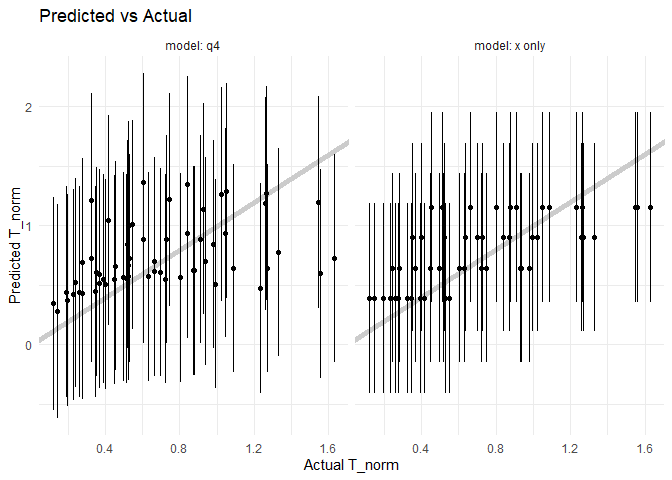 Predicted vs Actual
model: q4
model: x only
Predicted T_norm
2
1
0
0.4
0.8
1.2
1.6
0.4
0.8
1.2
1.6
Actual T_norm